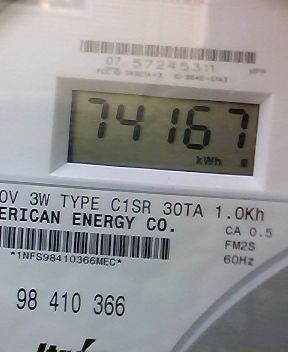 07 57245311
74167
kWh
0V 3W TYPE C1SR 30TA 1.0Kh
ERICAN ENERGY CO.
CA 0.5
FM2S
*1NFS98410366MEC*
60Hz
98 410 366